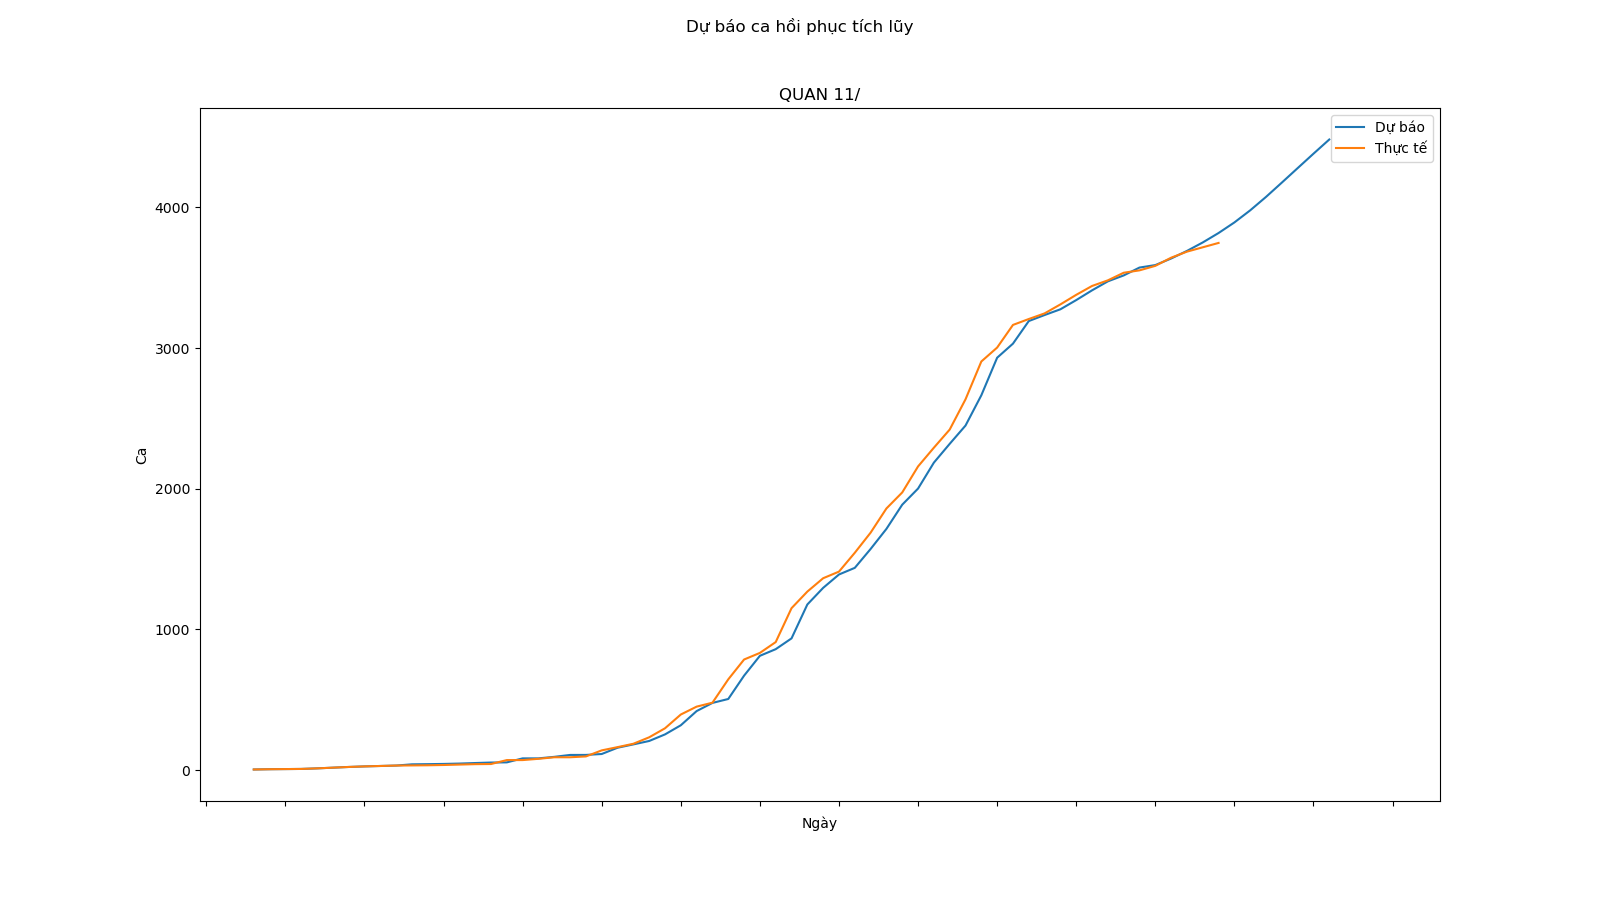 Dự báo ca hồi phục tích lũy
QUAN 11/
Dự báo
Thực tế
4000
3000
2000
1000
0
Ca
Ngày